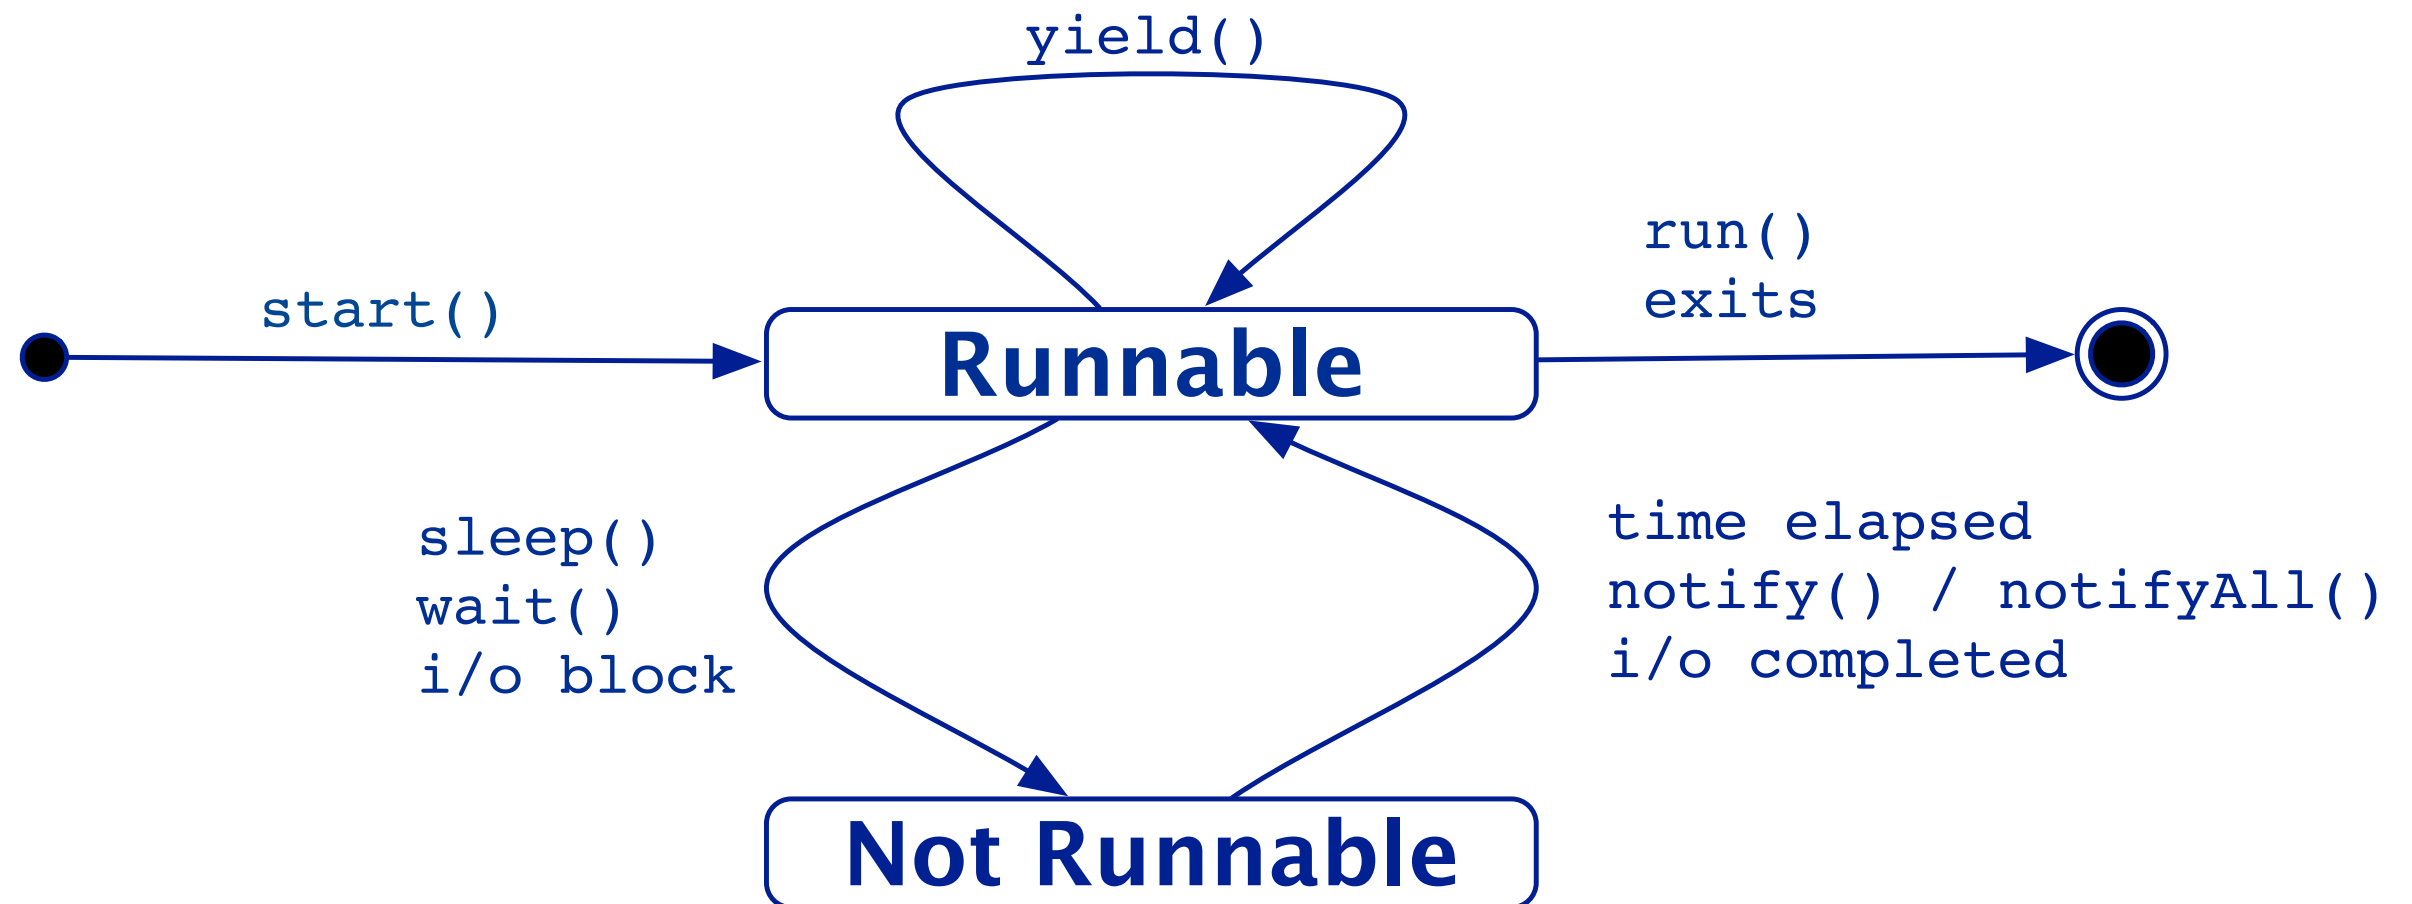 yield()
start()
run()
exits
Runnable
sleep()
wait()
i/o block
time elapsed
notify() / notifyAll()
i/o completed
Not Runnable